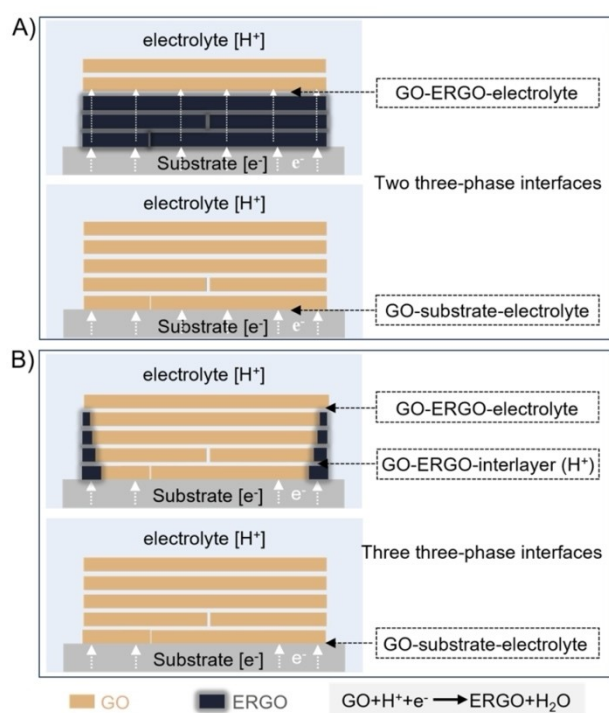 A)
electrolyte [H⁺]
GO-ERGO-electrolyte
Substrate [e⁻] e⁻
Two three-phase interfaces
electrolyte [H⁺]
GO-substrate-electrolyte
Substrate [e⁻] e⁻
B)
electrolyte [H⁺]
GO-ERGO-electrolyte
GO-ERGO-interlayer (H⁺)
Substrate [e⁻] e⁻
Three three-phase interfaces
electrolyte [H⁺]
GO-substrate-electrolyte
Substrate [e⁻] e⁻
GO ERGO GO+H⁺+e⁻ → ERGO+H₂O